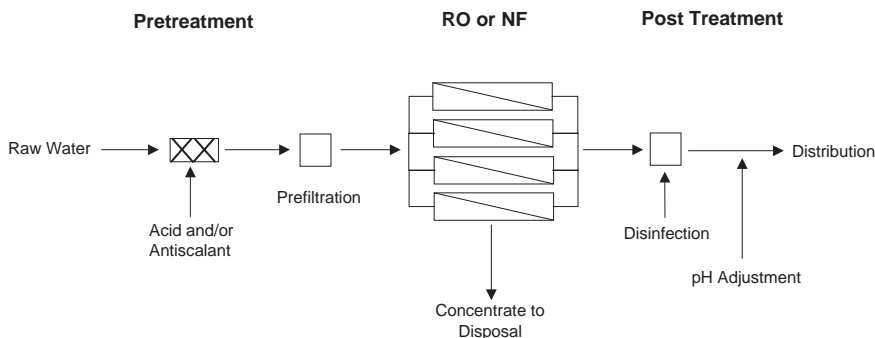 Pretreatment
RO or NF
Post Treatment
Raw Water
Acid and/or
Antiscalant
Prefiltration
Concentrate to
Disposal
Disinfection
pH Adjustment
Distribution